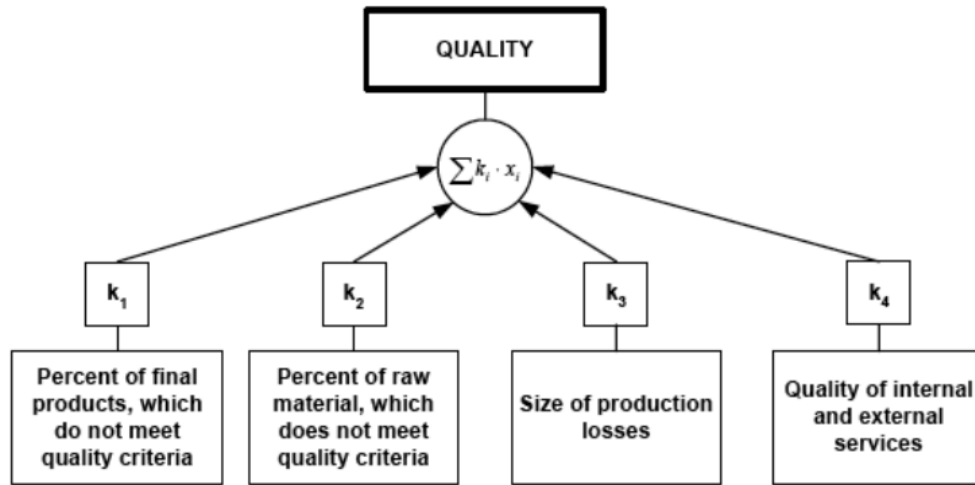 QUALITY
∑ kᵢ · xᵢ
k₁
k₂
k₃
k₄
Percent of final
products, which
do not meet
quality criteria
Percent of raw
material, which
does not meet
quality criteria
Size of production
losses
Quality of internal
and external
services